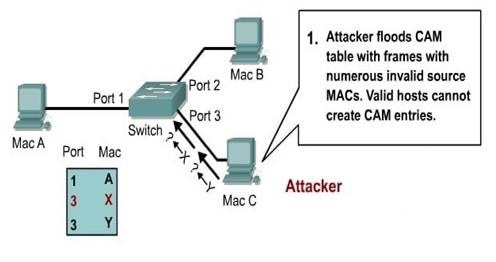 1. Attacker floods CAM
table with frames with
numerous invalid source
MACs. Valid hosts cannot
create CAM entries.
Mac B
Port 2
Port 1
Port 3
Switch
Mac A
?←X ?←Y
Port Mac
1 A
3 X
3 Y
Attacker
Mac C